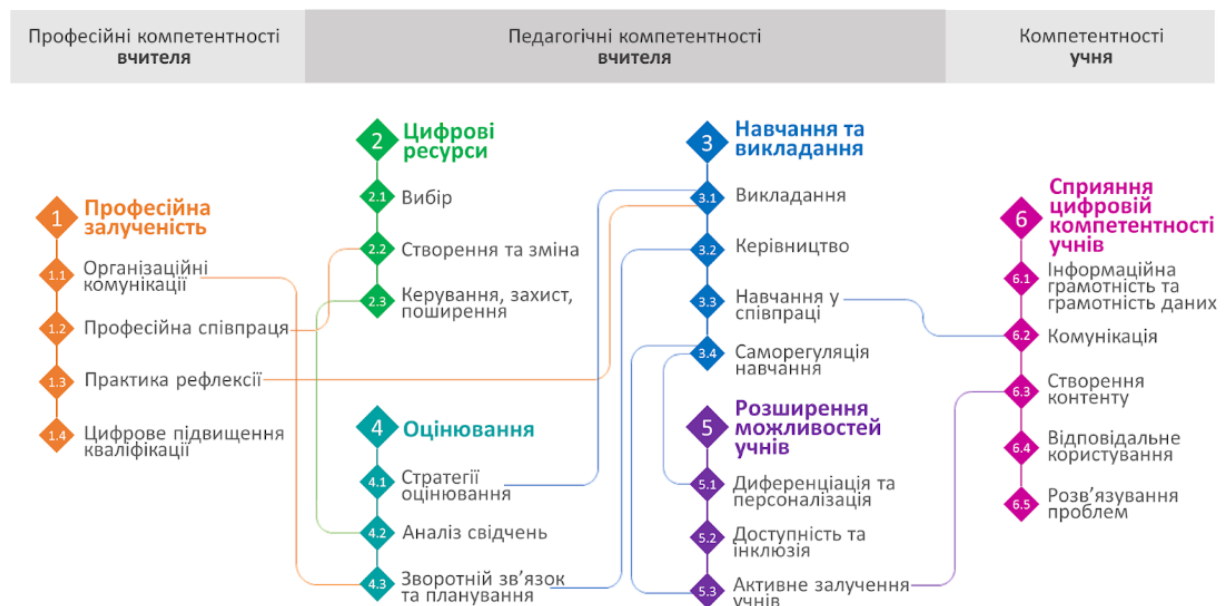 Професійні компетентності
вчителя
Педагогічні компетентності
вчителя
Компетентності
учня
1
Професійна
залученість
1.1
Організаційні
комунікації
1.2
Професійна співпраця
1.3
Практика рефлексії
1.4
Цифрове підвищення
кваліфікації
2
Цифрові
ресурси
2.1
Вибір
2.2
Створення та зміна
2.3
Керування, захист,
поширення
3
Навчання та
викладання
3.1
Викладання
3.2
Керівництво
3.3
Навчання у
співпраці
3.4
Саморегуляція
навчання
4
Оцінювання
4.1
Стратегії
оцінювання
4.2
Аналіз свідчень
4.3
Зворотній зв’язок
та планування
5
Розширення
можливостей
учнів
5.1
Диференціація та
персоналізація
5.2
Доступність та
інклюзія
5.3
Активне залучення
учнів
6
Сприяння
цифровій
компетентності
учнів
6.1
Інформаційна
грамотність та
грамотність даних
6.2
Комунікація
6.3
Створення
контенту
6.4
Відповідальне
користування
6.5
Розв’язування
проблем